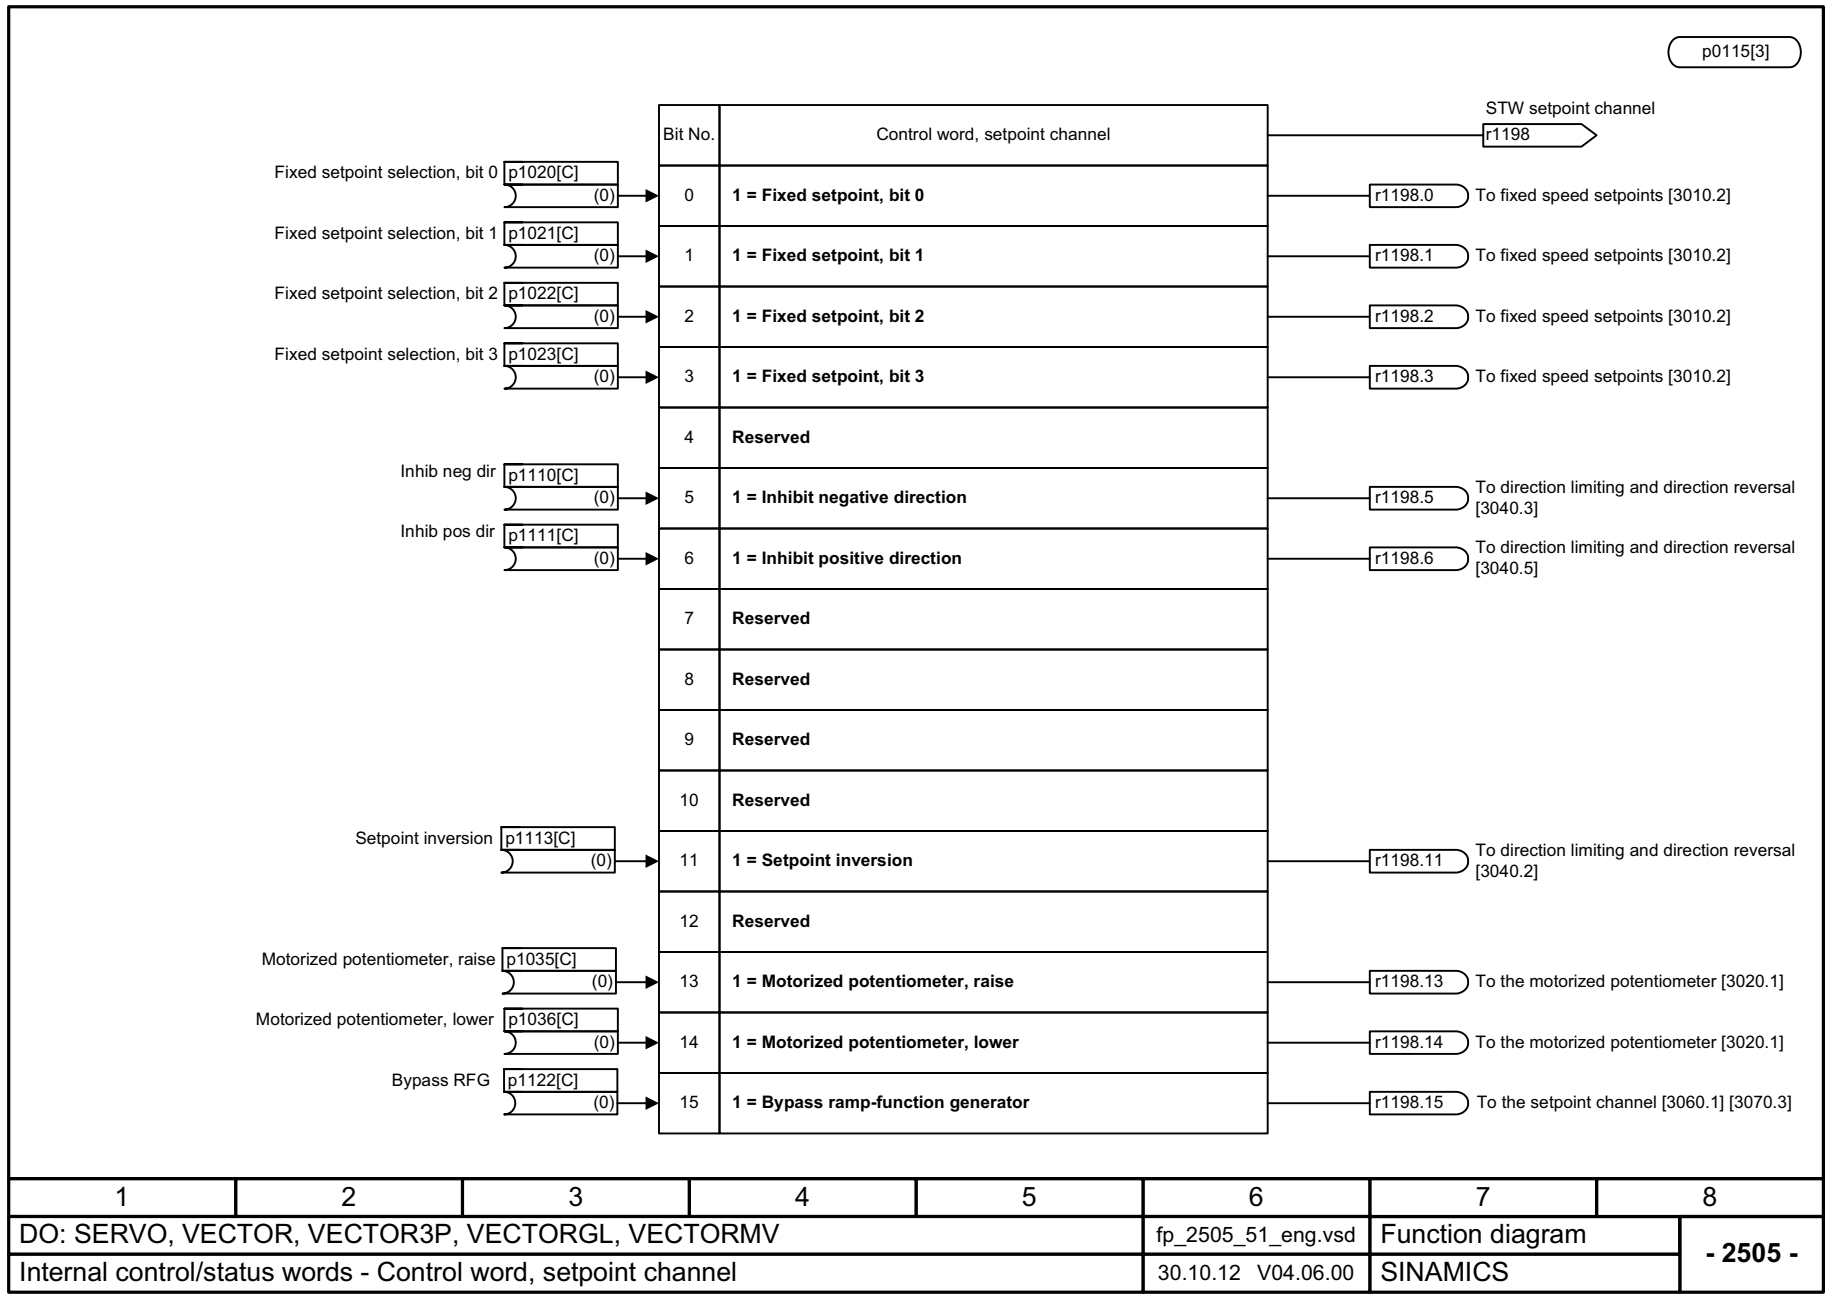 p0115[3]
STW setpoint channel
Bit No. Control word, setpoint channel r1198
Fixed setpoint selection, bit 0 p1020[C]
(0) 0 1 = Fixed setpoint, bit 0 r1198.0 To fixed speed setpoints [3010.2]
Fixed setpoint selection, bit 1 p1021[C]
(0) 1 1 = Fixed setpoint, bit 1 r1198.1 To fixed speed setpoints [3010.2]
Fixed setpoint selection, bit 2 p1022[C]
(0) 2 1 = Fixed setpoint, bit 2 r1198.2 To fixed speed setpoints [3010.2]
Fixed setpoint selection, bit 3 p1023[C]
(0) 3 1 = Fixed setpoint, bit 3 r1198.3 To fixed speed setpoints [3010.2]
4 Reserved
Inhib neg dir p1110[C]
(0) 5 1 = Inhibit negative direction r1198.5 To direction limiting and direction reversal
[3040.3]
Inhib pos dir p1111[C]
(0) 6 1 = Inhibit positive direction r1198.6 To direction limiting and direction reversal
[3040.5]
7 Reserved
8 Reserved
9 Reserved
10 Reserved
Setpoint inversion p1113[C]
(0) 11 1 = Setpoint inversion r1198.11 To direction limiting and direction reversal
[3040.2]
12 Reserved
Motorized potentiometer, raise p1035[C]
(0) 13 1 = Motorized potentiometer, raise r1198.13 To the motorized potentiometer [3020.1]
Motorized potentiometer, lower p1036[C]
(0) 14 1 = Motorized potentiometer, lower r1198.14 To the motorized potentiometer [3020.1]
Bypass RFG p1122[C]
(0) 15 1 = Bypass ramp-function generator r1198.15 To the setpoint channel [3060.1] [3070.3]
1 2 3 4 5 6 7 8
DO: SERVO, VECTOR, VECTOR3P, VECTORGL, VECTORMV fp_2505_51_eng.vsd Function diagram
- 2505 -
Internal control/status words - Control word, setpoint channel 30.10.12 V04.06.00 SINAMICS